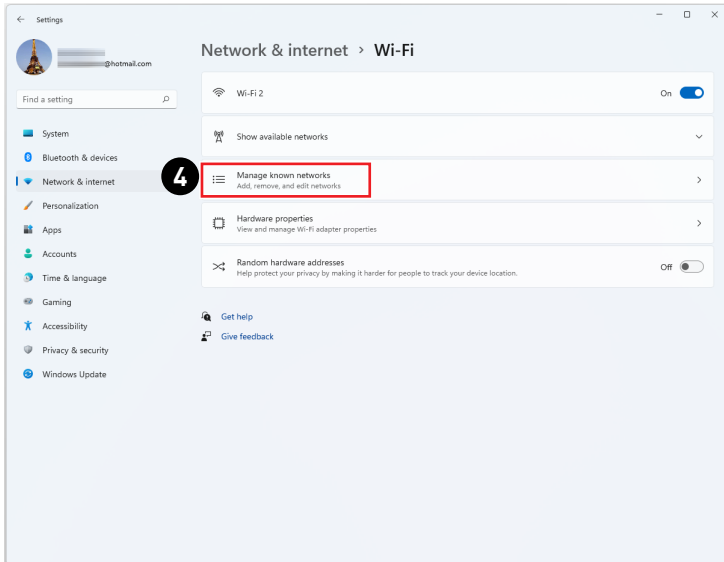 Settings
@hotmail.com
Find a setting
System
Bluetooth & devices
Network & internet
Personalization
Apps
Accounts
Time & language
Gaming
Accessibility
Privacy & security
Windows Update
Network & internet > Wi-Fi
Wi-Fi 2
On
Show available networks
4
Manage known networks
Add, remove, and edit networks
Hardware properties
View and manage Wi-Fi adapter properties
Random hardware addresses
Help protect your privacy by making it harder for people to track your device location.
Off
Get help
Give feedback